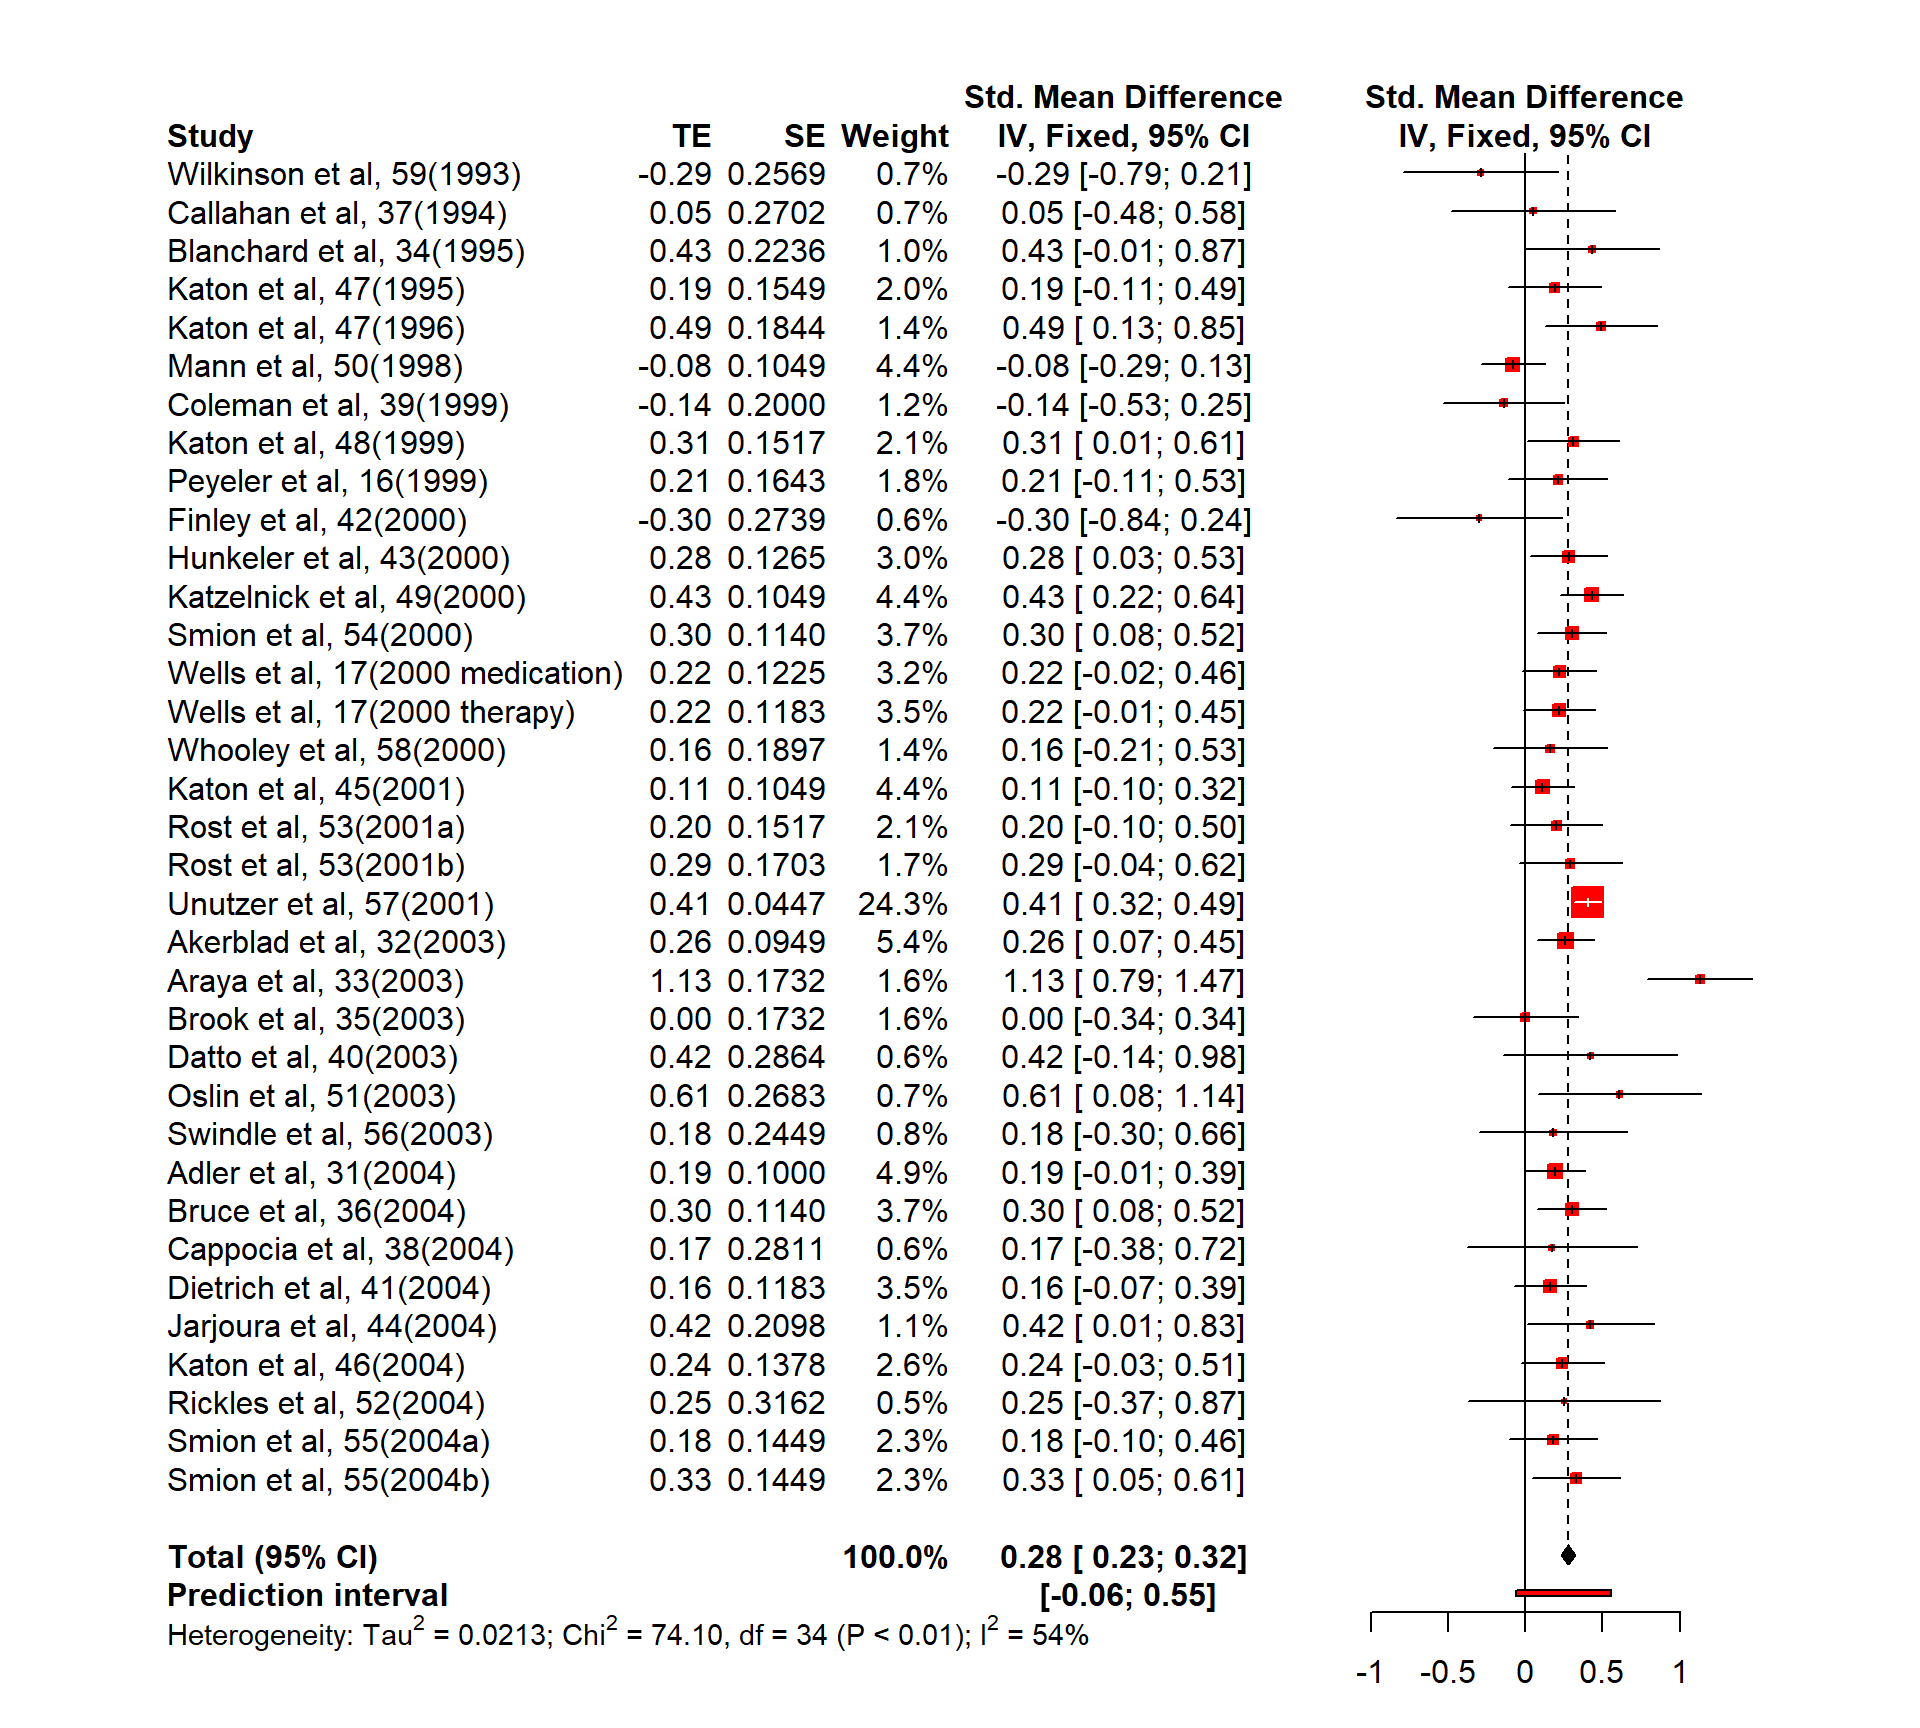 Std. Mean Difference Std. Mean Difference
Study TE SE Weight IV, Fixed, 95% CI IV, Fixed, 95% CI
Wilkinson et al, 59(1993) -0.29 0.2569 0.7% -0.29 [-0.79; 0.21]
Callahan et al, 37(1994) 0.05 0.2702 0.7% 0.05 [-0.48; 0.58]
Blanchard et al, 34(1995) 0.43 0.2236 1.0% 0.43 [-0.01; 0.87]
Katon et al, 47(1995) 0.19 0.1549 2.0% 0.19 [-0.11; 0.49]
Katon et al, 47(1996) 0.49 0.1844 1.4% 0.49 [ 0.13; 0.85]
Mann et al, 50(1998) -0.08 0.1049 4.4% -0.08 [-0.29; 0.13]
Coleman et al, 39(1999) -0.14 0.2000 1.2% -0.14 [-0.53; 0.25]
Katon et al, 48(1999) 0.31 0.1517 2.1% 0.31 [ 0.01; 0.61]
Peyeler et al, 16(1999) 0.21 0.1643 1.8% 0.21 [-0.11; 0.53]
Finley et al, 42(2000) -0.30 0.2739 0.6% -0.30 [-0.84; 0.24]
Hunkeler et al, 43(2000) 0.28 0.1265 3.0% 0.28 [ 0.03; 0.53]
Katzelnick et al, 49(2000) 0.43 0.1049 4.4% 0.43 [ 0.22; 0.64]
Smion et al, 54(2000) 0.30 0.1140 3.7% 0.30 [ 0.08; 0.52]
Wells et al, 17(2000 medication) 0.22 0.1225 3.2% 0.22 [-0.02; 0.46]
Wells et al, 17(2000 therapy) 0.22 0.1183 3.5% 0.22 [-0.01; 0.45]
Whooley et al, 58(2000) 0.16 0.1897 1.4% 0.16 [-0.21; 0.53]
Katon et al, 45(2001) 0.11 0.1049 4.4% 0.11 [-0.10; 0.32]
Rost et al, 53(2001a) 0.20 0.1517 2.1% 0.20 [-0.10; 0.50]
Rost et al, 53(2001b) 0.29 0.1703 1.7% 0.29 [-0.04; 0.62]
Unutzer et al, 57(2001) 0.41 0.0447 24.3% 0.41 [ 0.32; 0.49]
Akerblad et al, 32(2003) 0.26 0.0949 5.4% 0.26 [ 0.07; 0.45]
Araya et al, 33(2003) 1.13 0.1732 1.6% 1.13 [ 0.79; 1.47]
Brook et al, 35(2003) 0.00 0.1732 1.6% 0.00 [-0.34; 0.34]
Datto et al, 40(2003) 0.42 0.2864 0.6% 0.42 [-0.14; 0.98]
Oslin et al, 51(2003) 0.61 0.2683 0.7% 0.61 [ 0.08; 1.14]
Swindle et al, 56(2003) 0.18 0.2449 0.8% 0.18 [-0.30; 0.66]
Adler et al, 31(2004) 0.19 0.1000 4.9% 0.19 [-0.01; 0.39]
Bruce et al, 36(2004) 0.30 0.1140 3.7% 0.30 [ 0.08; 0.52]
Cappocia et al, 38(2004) 0.17 0.2811 0.6% 0.17 [-0.38; 0.72]
Dietrich et al, 41(2004) 0.16 0.1183 3.5% 0.16 [-0.07; 0.39]
Jarjoura et al, 44(2004) 0.42 0.2098 1.1% 0.42 [ 0.01; 0.83]
Katon et al, 46(2004) 0.24 0.1378 2.6% 0.24 [-0.03; 0.51]
Rickles et al, 52(2004) 0.25 0.3162 0.5% 0.25 [-0.37; 0.87]
Smion et al, 55(2004a) 0.18 0.1449 2.3% 0.18 [-0.10; 0.46]
Smion et al, 55(2004b) 0.33 0.1449 2.3% 0.33 [ 0.05; 0.61]
Total (95% CI) 100.0% 0.28 [ 0.23; 0.32]
Prediction interval [-0.06; 0.55]
Heterogeneity: Tau² = 0.0213; Chi² = 74.10, df = 34 (P < 0.01); I² = 54%
-1 -0.5 0 0.5 1